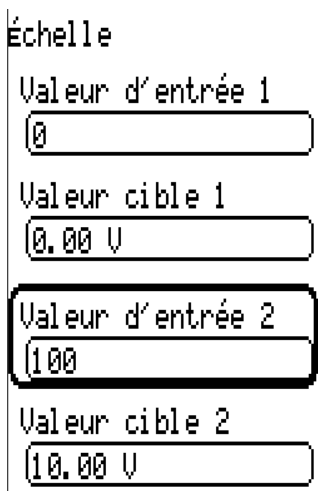 Échelle
Valeur d'entrée 1
0
Valeur cible 1
0.00 V
Valeur d'entrée 2
100
Valeur cible 2
10.00 V